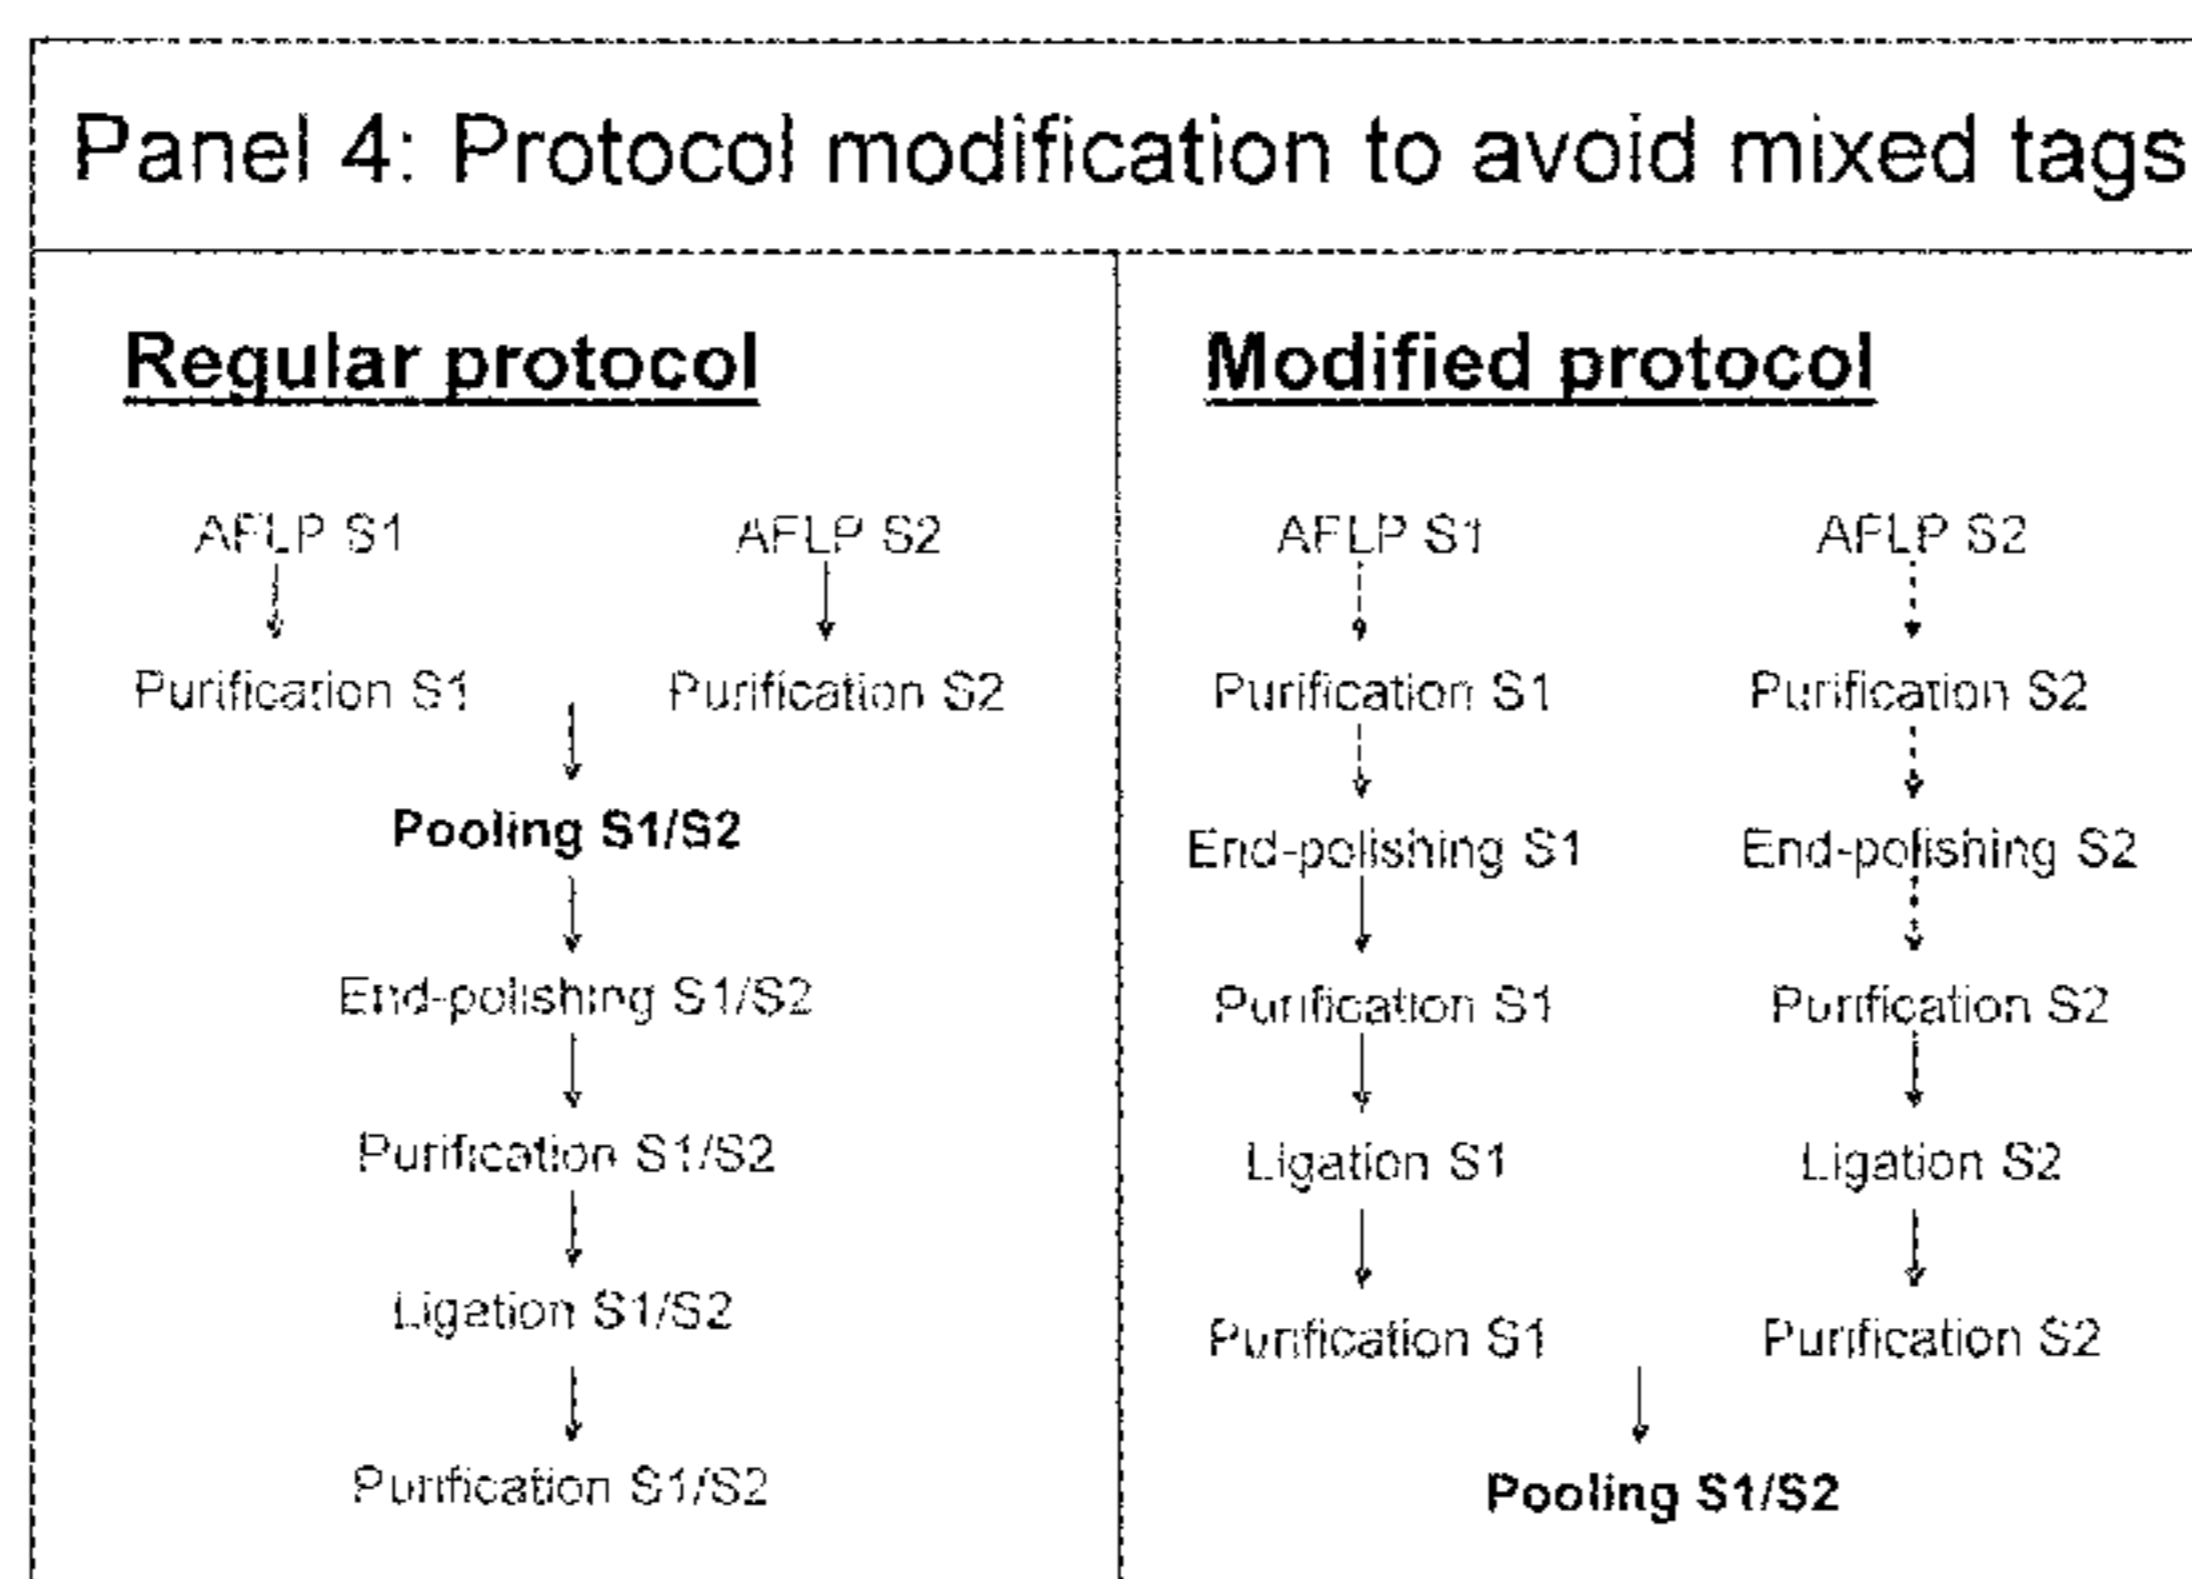 Panel 4: Protocol modification to avoid mixed tags
Regular protocol
AFLP S1 AFLP S2
Purification S1 Purification S2
Pooling S1/S2
End-polishing S1/S2
Purification S1/S2
Ligation S1/S2
Purification S1/S2
Modified protocol
AFLP S1 AFLP S2
Purification S1 Purification S2
End-polishing S1 End-polishing S2
Purification S1 Purification S2
Ligation S1 Ligation S2
Purification S1 Purification S2
Pooling S1/S2